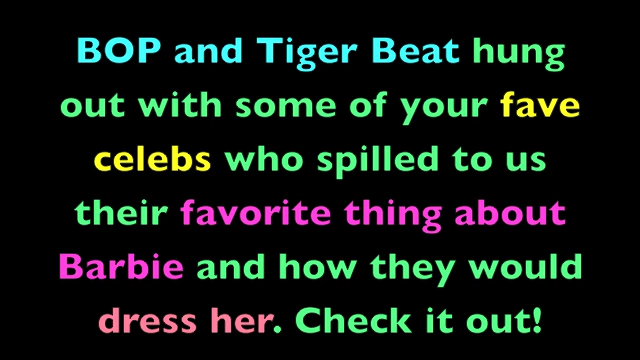 BOP and Tiger Beat hung
out with some of your fave
celebs who spilled to us
their favorite thing about
Barbie and how they would
dress her. Check it out!